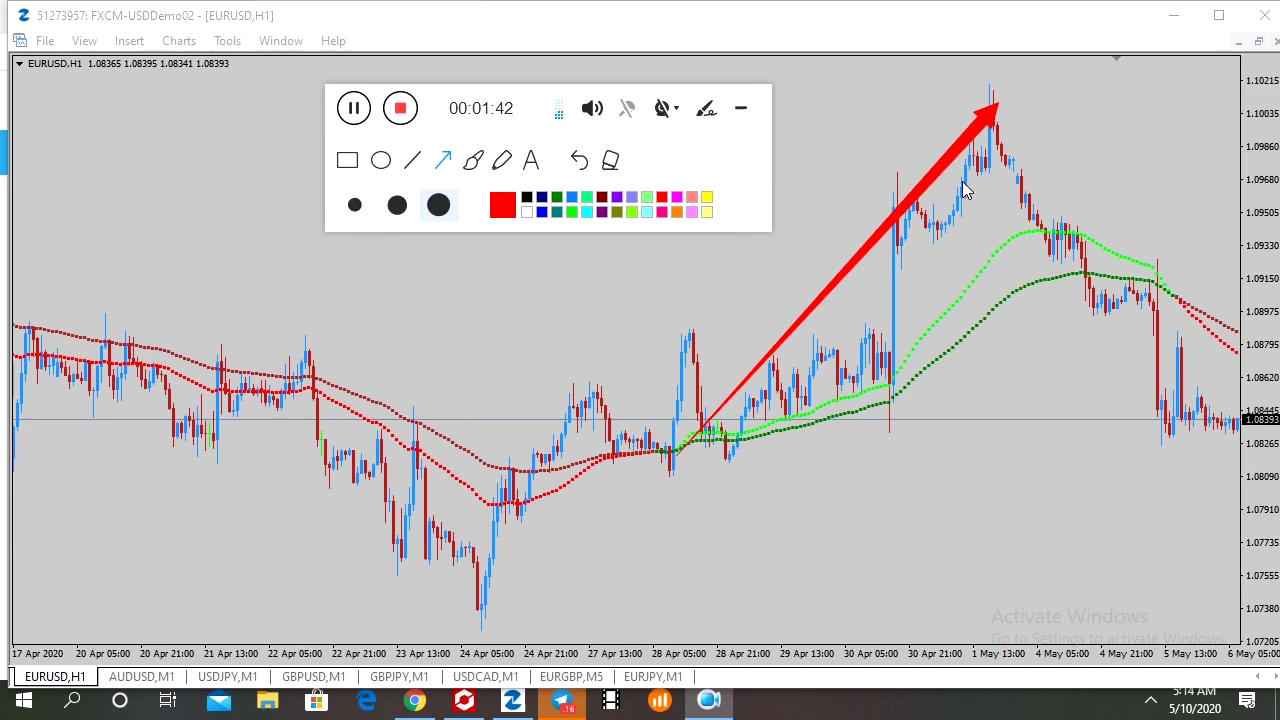 51273957: FXCM-USDDemo02 - [EURUSD,H1]
File View Insert Charts Tools Window Help
EURUSD,H1 1.08365 1.08395 1.08341 1.08393
00:01:42
A
1.10215
1.10035
1.09860
1.09680
1.09505
1.09330
1.09150
1.08975
1.08795
1.08620
1.08445
1.08393
1.08265
1.08090
1.07910
1.07735
1.07555
1.07380
1.07205
Activate Windows
Go to Settings to activate Windows.
17 Apr 2020 20 Apr 05:00 20 Apr 21:00 21 Apr 13:00 22 Apr 05:00 22 Apr 21:00 23 Apr 13:00 24 Apr 05:00 24 Apr 21:00 27 Apr 13:00 28 Apr 05:00 28 Apr 21:00 29 Apr 13:00 30 Apr 05:00 30 Apr 21:00 1 May 13:00 4 May 05:00 4 May 21:00 5 May 13:00 6 May 05:00
EURUSD,H1 AUDUSD,M1 USDJPY,M1 GBPUSD,M1 GBPJPY,M1 USDCAD,M1 EURGBP,M5 EURJPY,M1
16
5:14 AM
5/10/2020